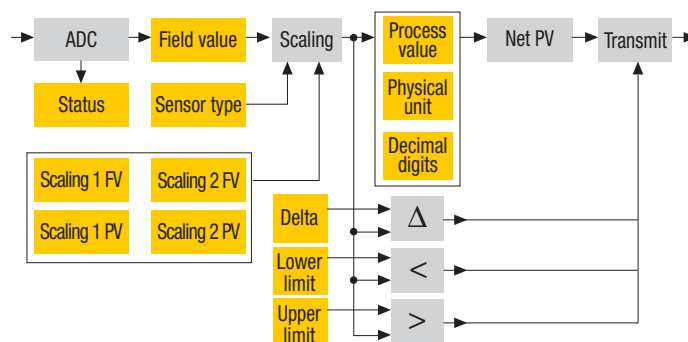 ADC
Field value
Scaling
Process
value
Net PV
Transmit
Status
Sensor type
Physical
unit
Decimal
digits
Scaling 1 FV
Scaling 2 FV
Scaling 1 PV
Scaling 2 PV
Delta
Δ
Lower
limit
<
Upper
limit
>